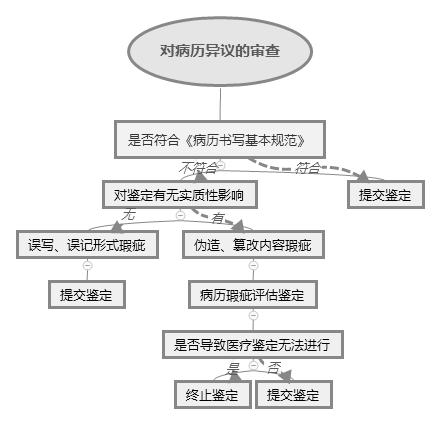 对病历异议的审查
是否符合《病历书写基本规范》
不符合
符合
对鉴定有无实质性影响
提交鉴定
无
有
误写、误记形式瑕疵
伪造、篡改内容瑕疵
提交鉴定
病历瑕疵评估鉴定
是否导致医疗鉴定无法进行
是
否
终止鉴定
提交鉴定